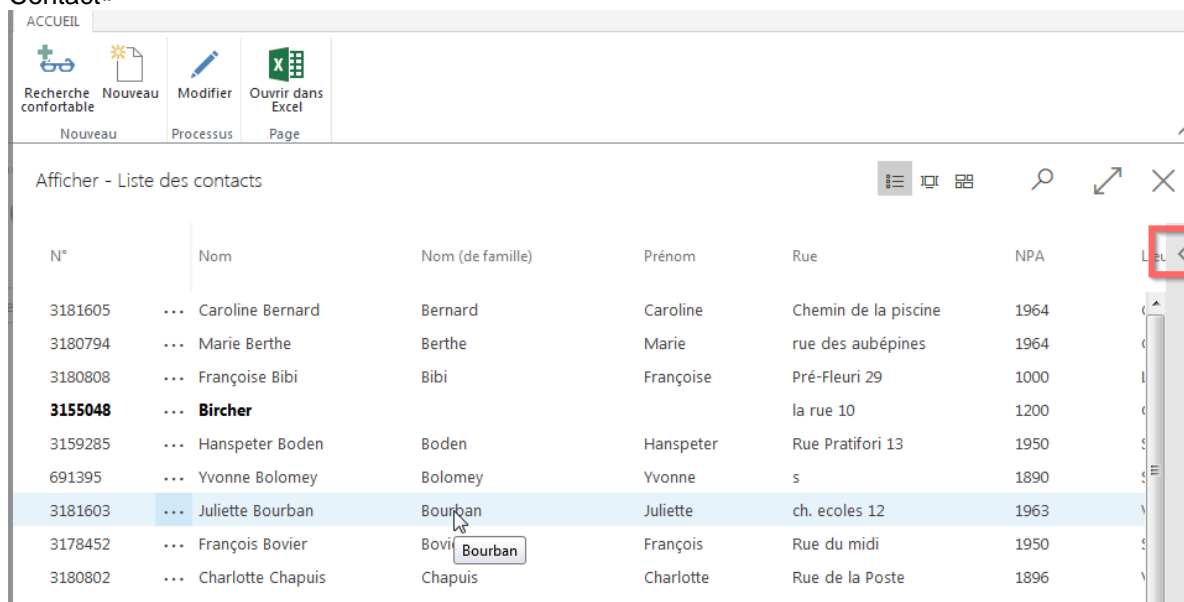 Contact»
ACCUEIL
Recherche confortable Nouveau Modifier Ouvrir dans Excel
Nouveau Processus Page
Afficher - Liste des contacts
N° Nom Nom (de famille) Prénom Rue NPA Lieu
3181605 ... Caroline Bernard Bernard Caroline Chemin de la piscine 1964
3180794 ... Marie Berthe Berthe Marie rue des aubépines 1964
3180808 ... Françoise Bibi Bibi Françoise Pré-Fleuri 29 1000
3155048 ... Bircher la rue 10 1200
3159285 ... Hanspeter Boden Boden Hanspeter Rue Pratifori 13 1950
691395 ... Yvonne Bolomey Bolomey Yvonne s 1890
3181603 ... Juliette Bourban Bourban Juliette ch. ecoles 12 1963
3178452 ... François Bovier François Rue du midi 1950
Bourban
3180802 ... Charlotte Chapuis Chapuis Charlotte Rue de la Poste 1896